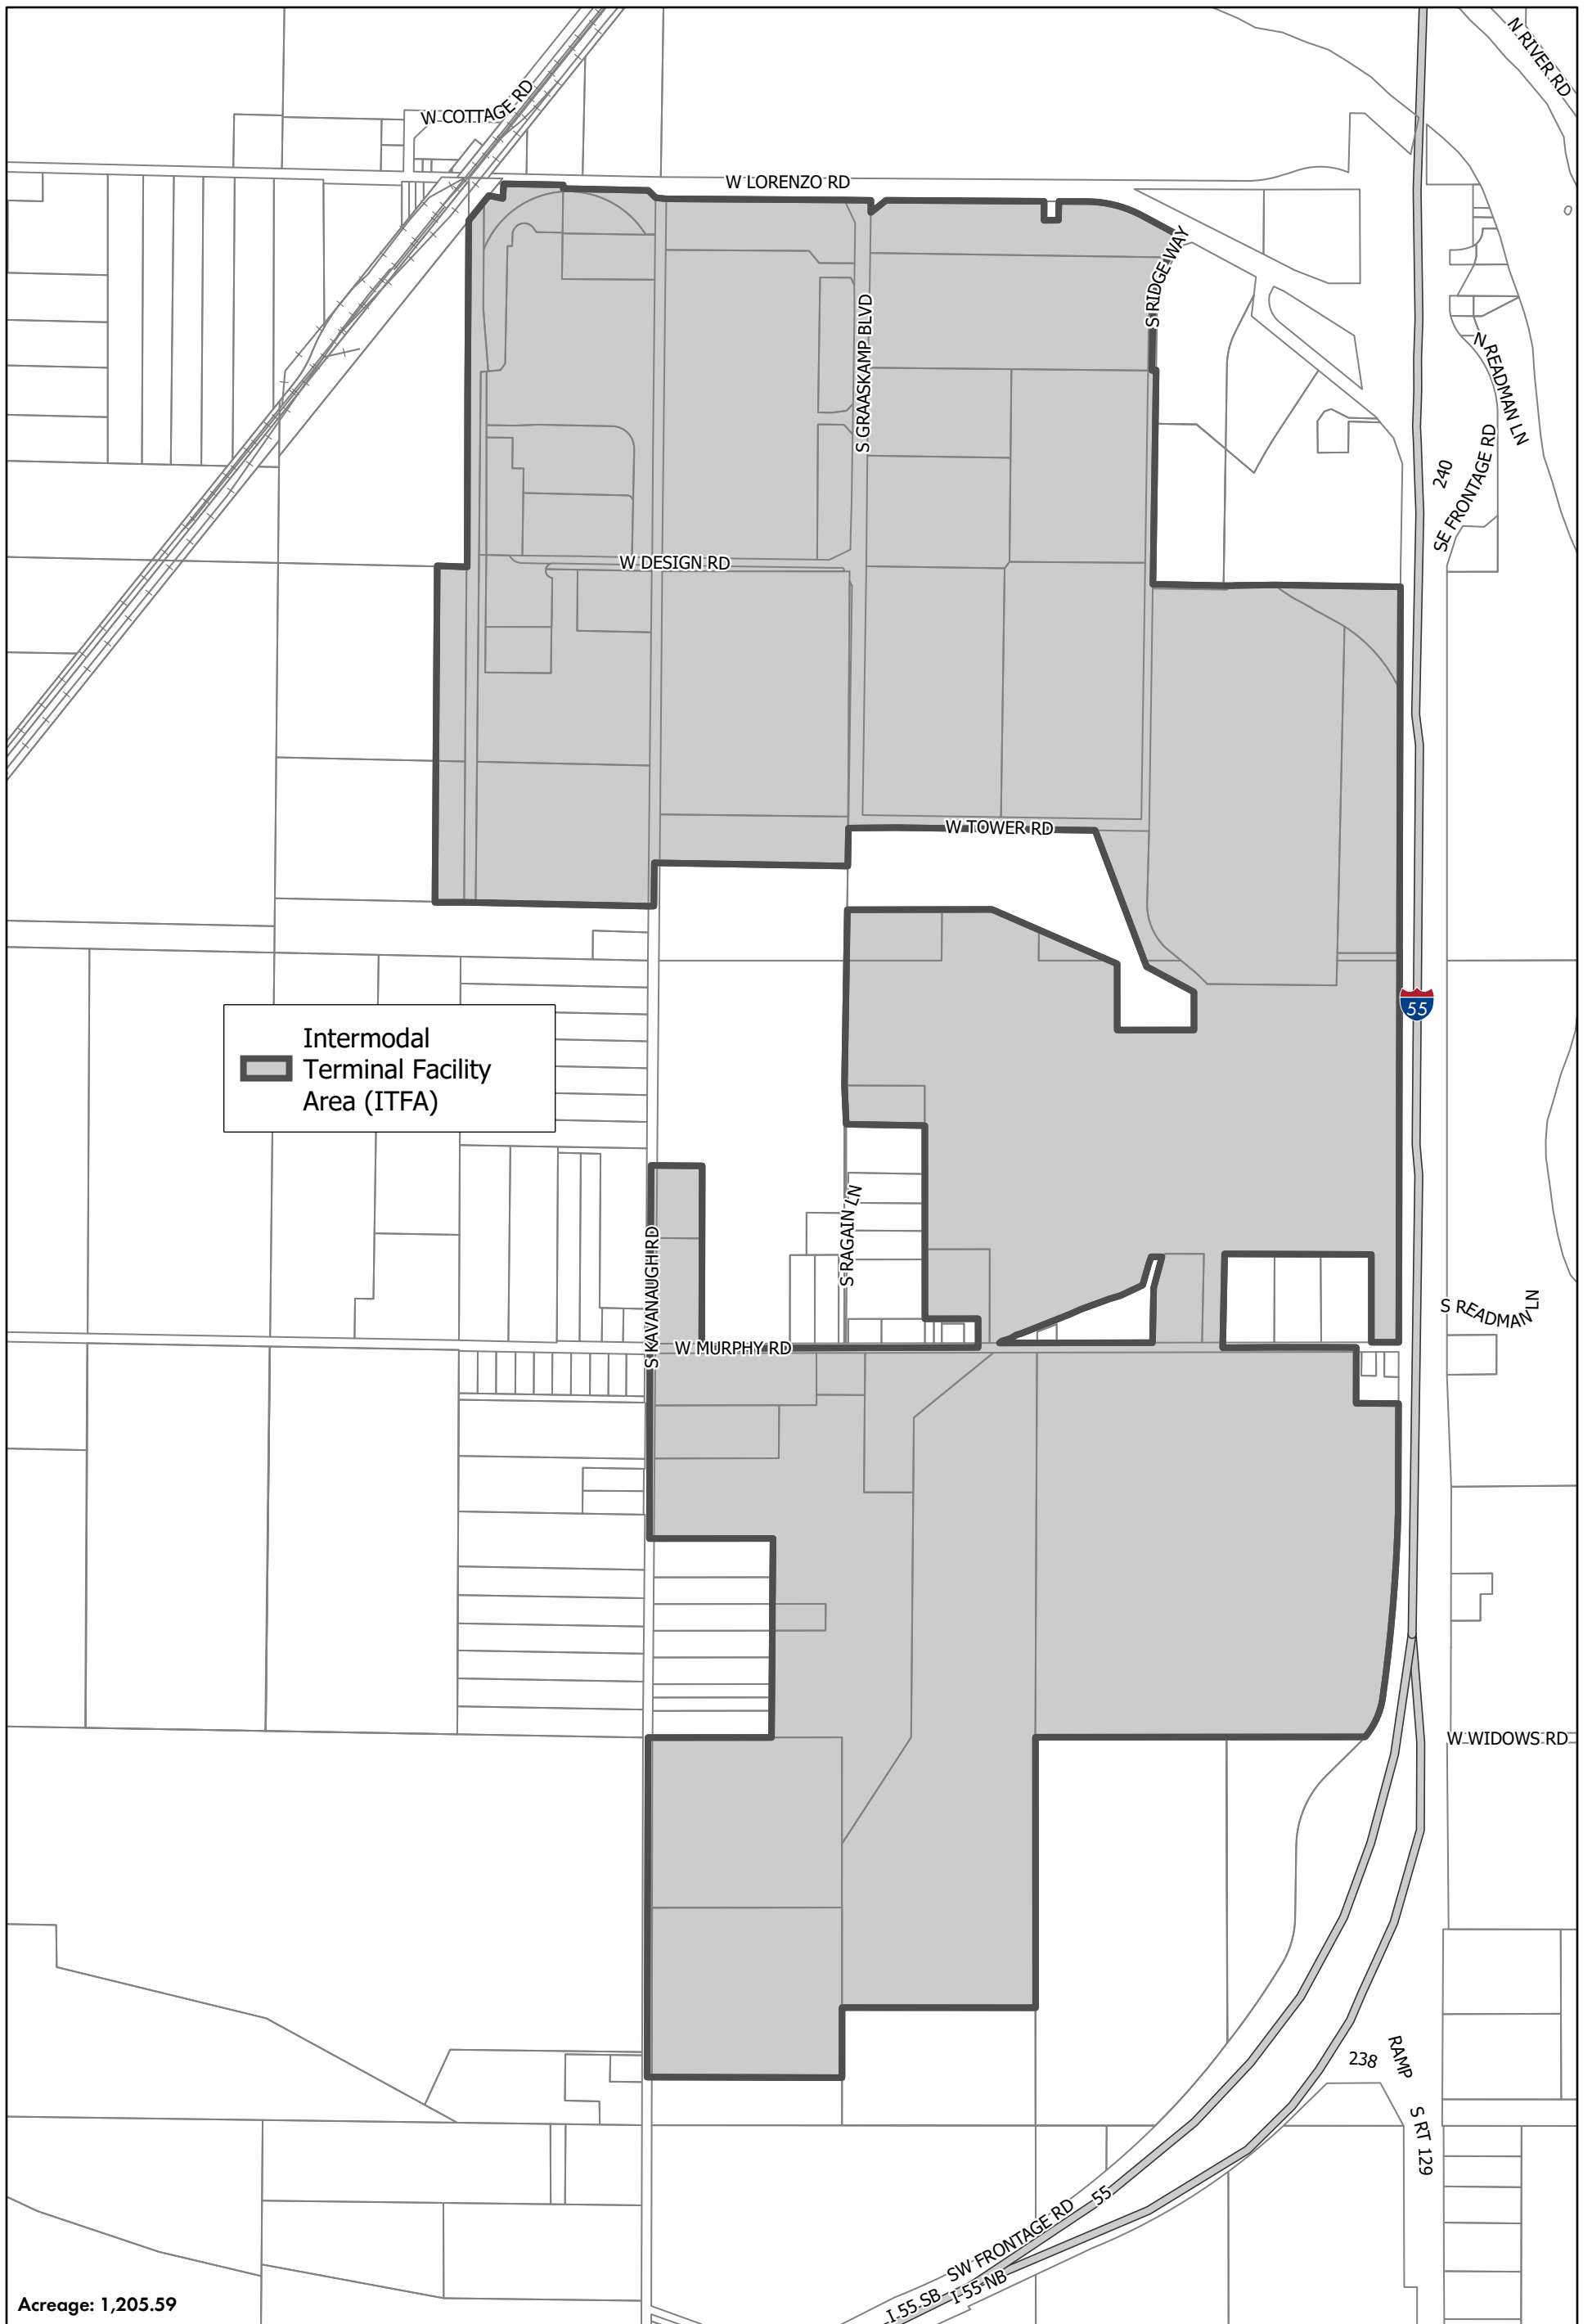 N RIVER RD
W COTTAGE RD
W LORENZO RD
S RIDGE WAY
S GRAASKAMP BLVD
N READMAN LN
240
SE FRONTAGE RD
W DESIGN RD
W TOWER RD
55
Intermodal
Terminal Facility
Area (ITFA)
S RAGAIN LN
S KAVANAUGH RD
S READMAN LN
W MURPHY RD
W WIDOWS RD
238
RAMP
S RT 129
55
SW FRONTAGE RD
I-55 NB
I-55 SB
Acreage: 1,205.59